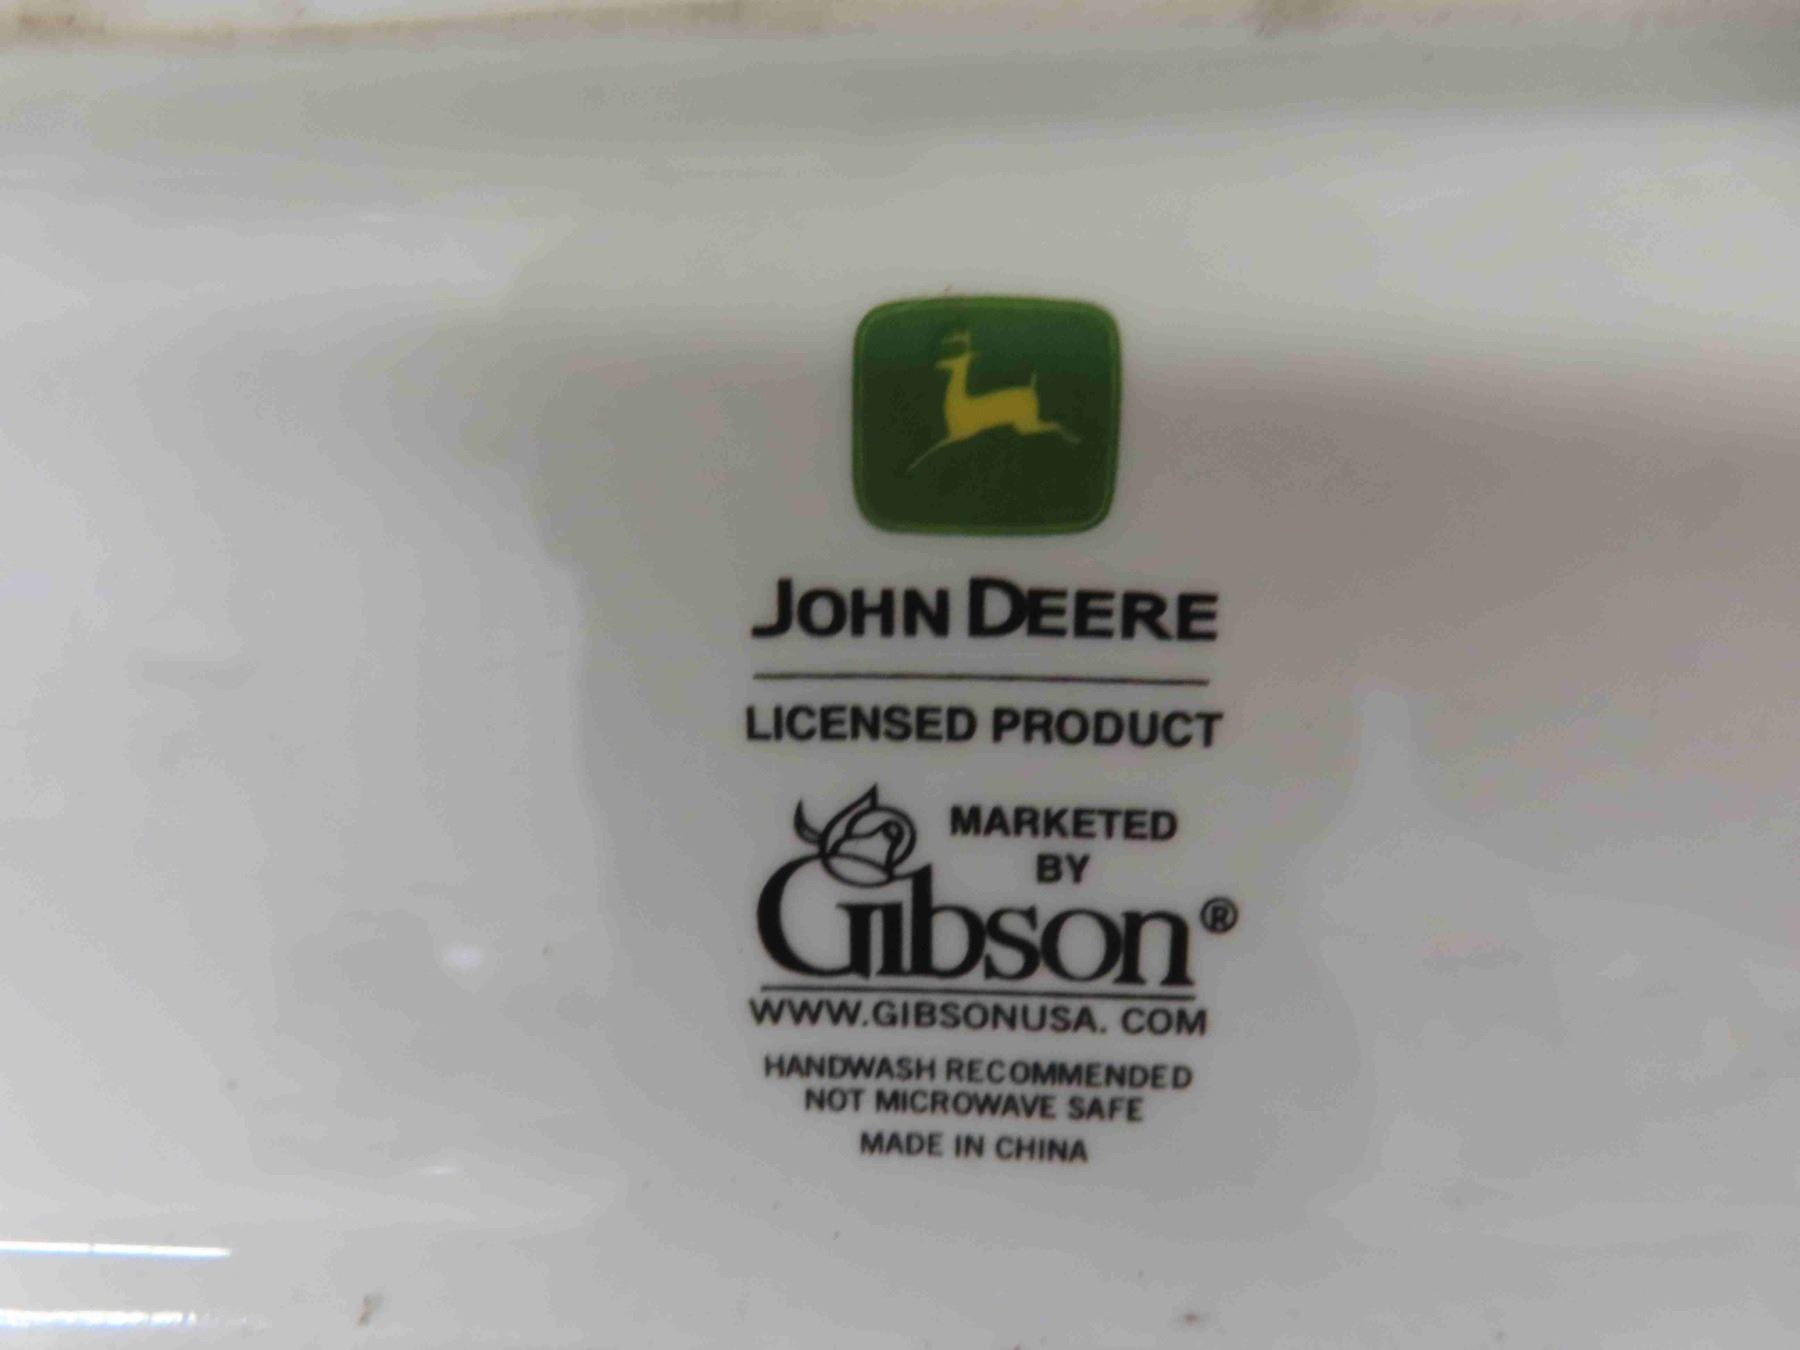 JOHN DEERE
LICENSED PRODUCT
MARKETED
BY
Gibson®
WWW.GIBSONUSA. COM
HANDWASH RECOMMENDED
NOT MICROWAVE SAFE
MADE IN CHINA